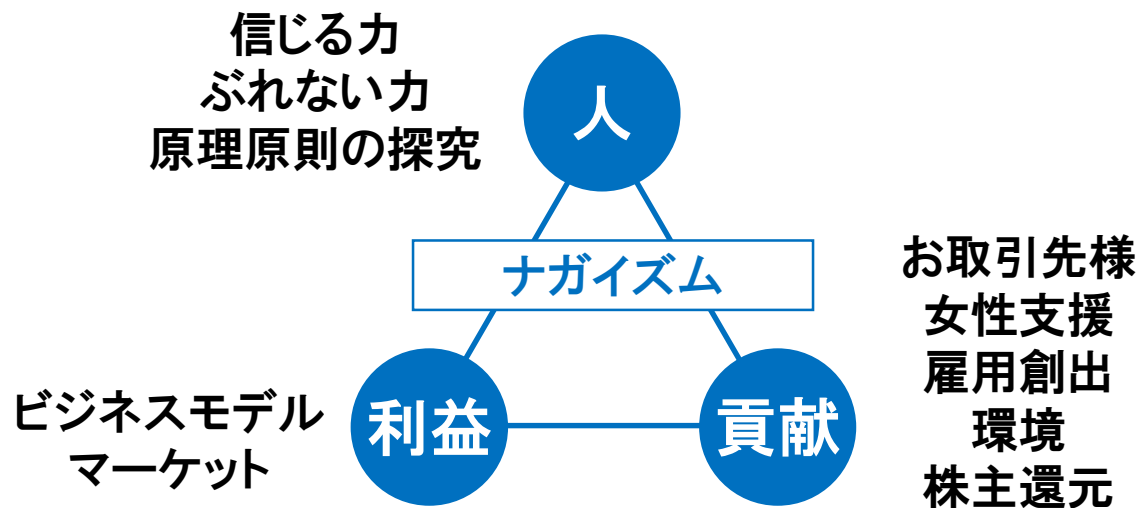 信じる力
ぶれない力
原理原則の探究
人
ナガイズム
お取引先様
女性支援
雇用創出
環境
株主還元
ビジネスモデル
マーケット
利益
貢献